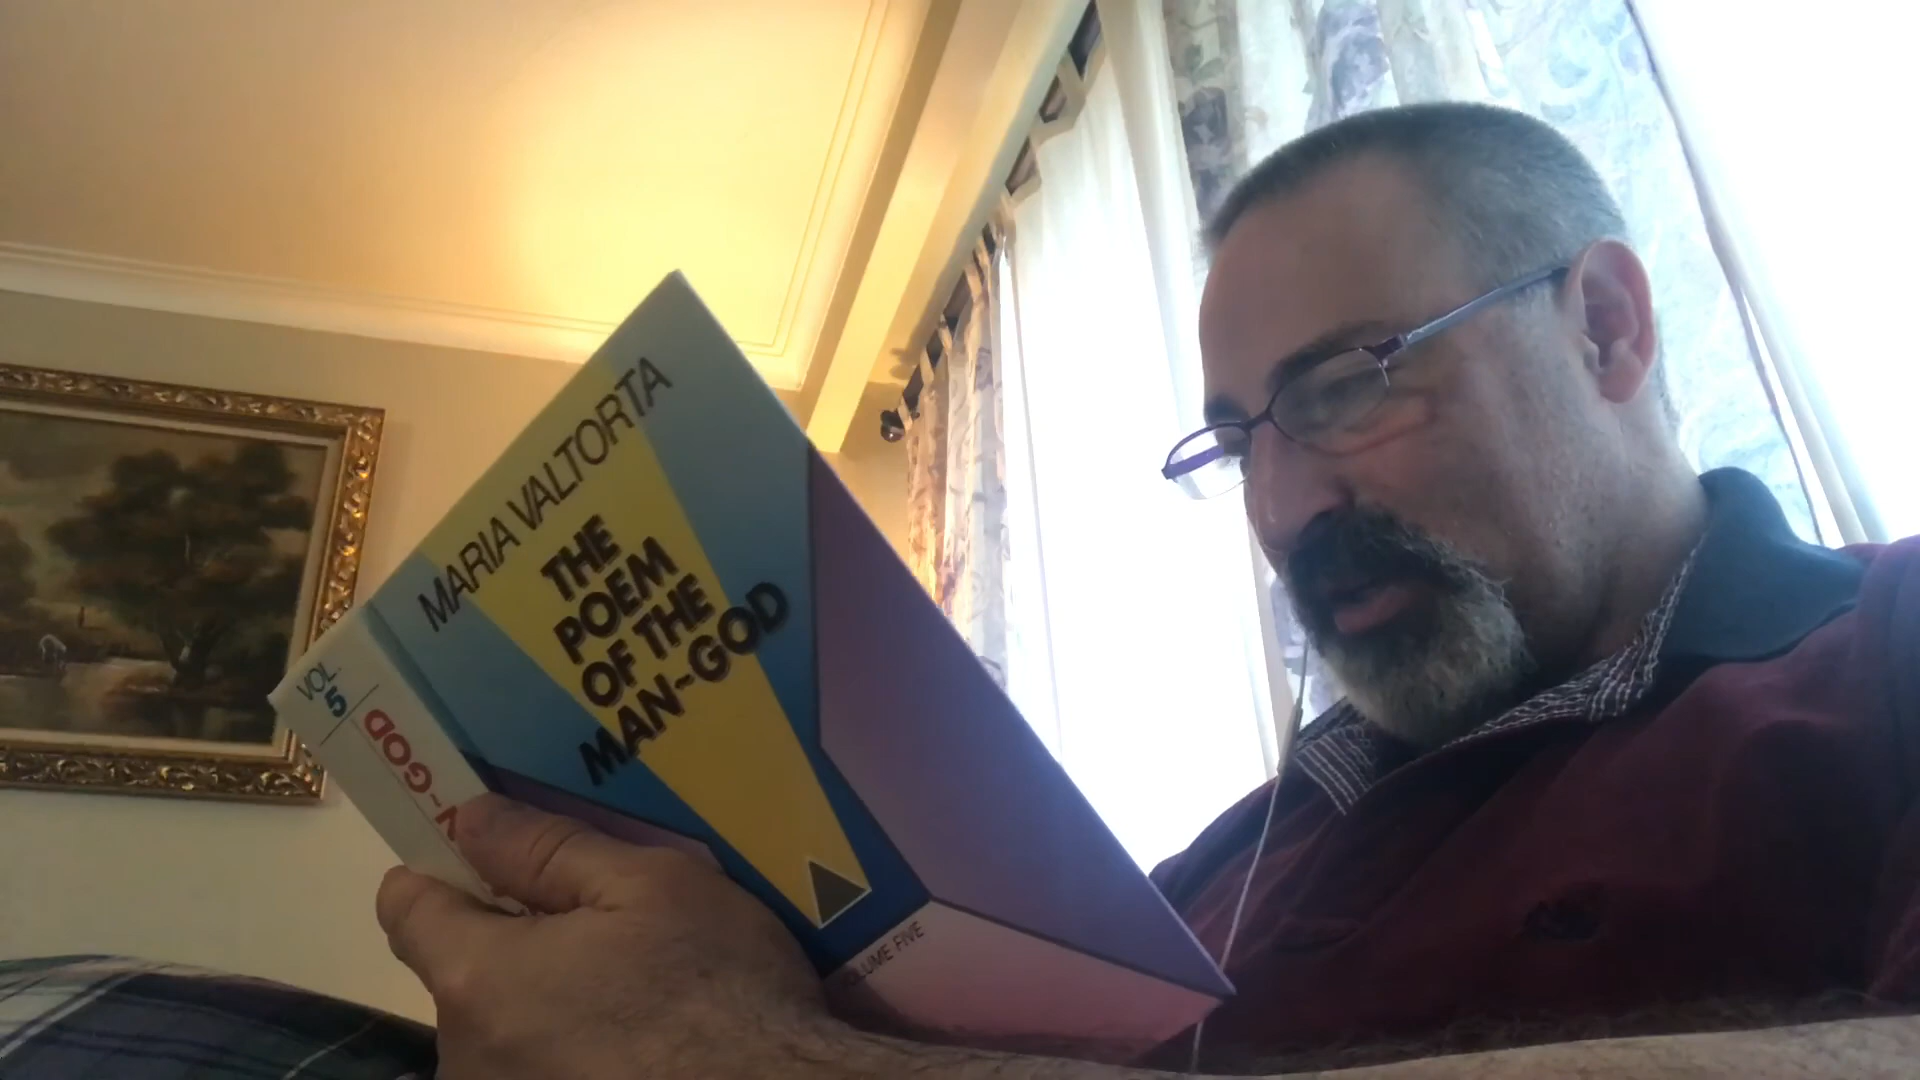 MARIA VALTORTA
THE
POEM
OF THE
MAN~GOD
VOLUME FIVE
VOL.
5
GOD